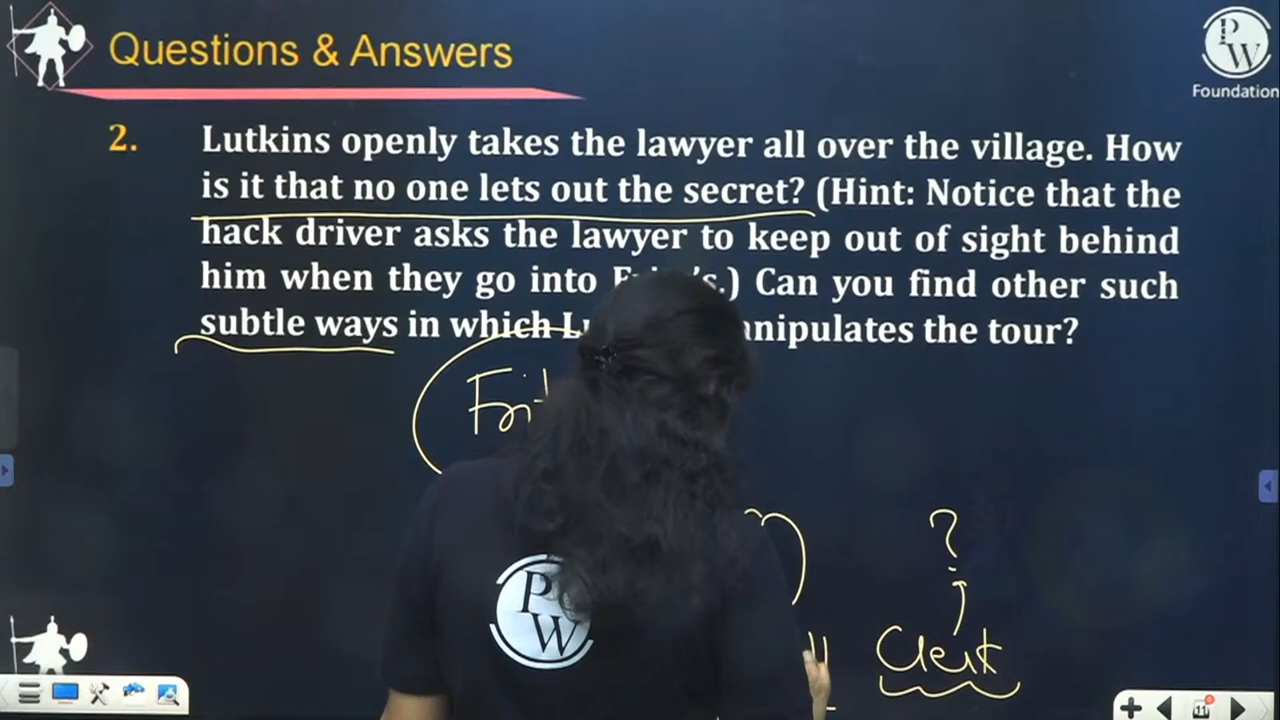 Questions & Answers
P
W
Foundation
2. Lutkins openly takes the lawyer all over the village. How
is it that no one lets out the secret? (Hint: Notice that the
hack driver asks the lawyer to keep out of sight behind
him when they go into 's.) Can you find other such
subtle ways in which nipulates the tour?
?
Clerk
P
W